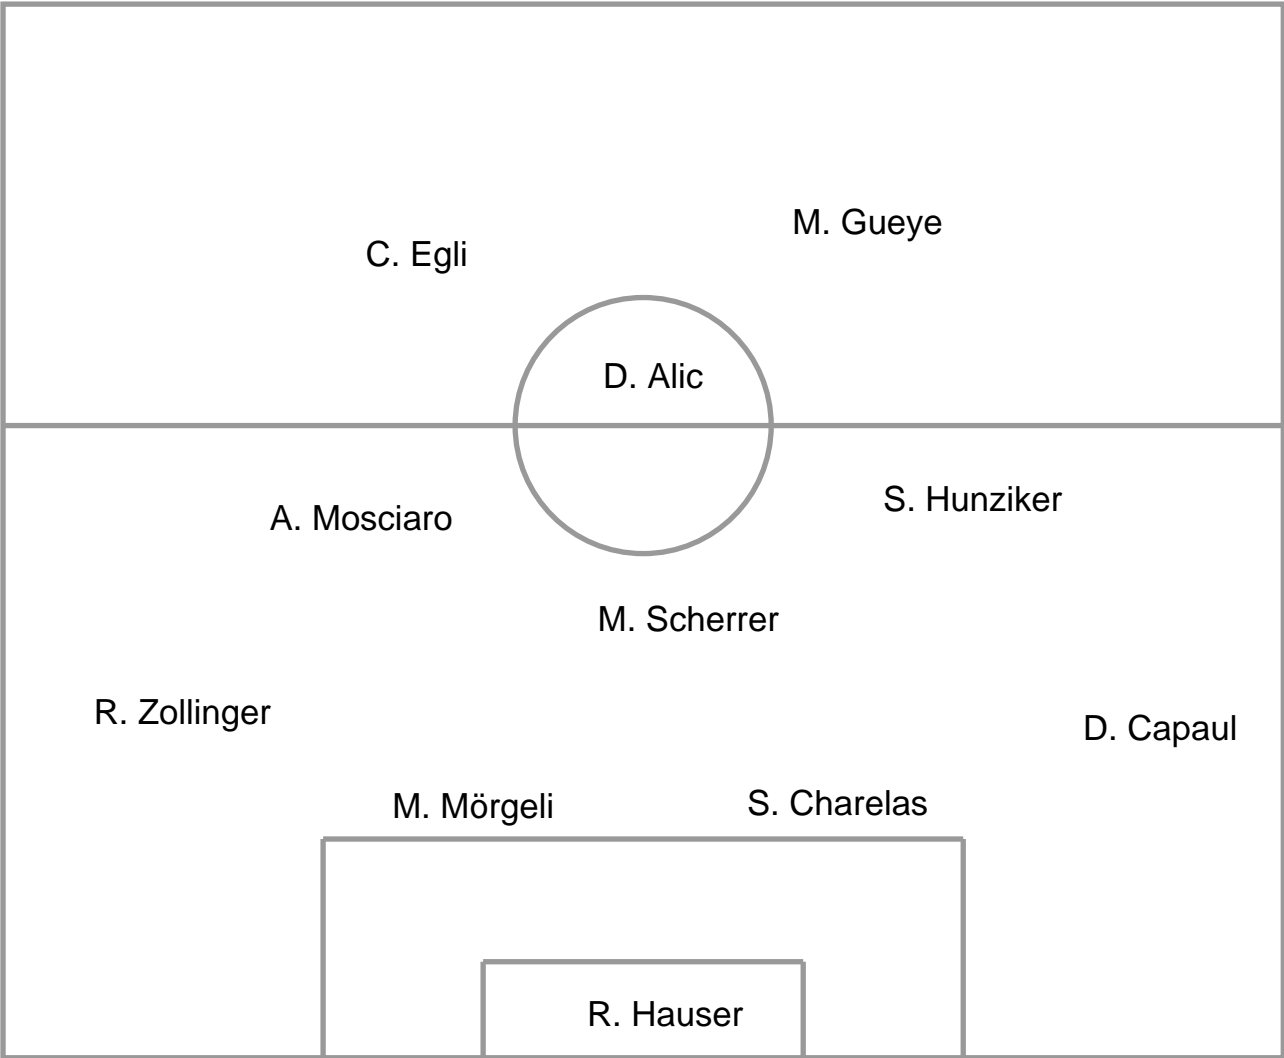 M. Gueye
C. Egli
D. Alic
S. Hunziker
A. Mosciaro
M. Scherrer
R. Zollinger
D. Capaul
S. Charelas
M. Mörgeli
R. Hauser